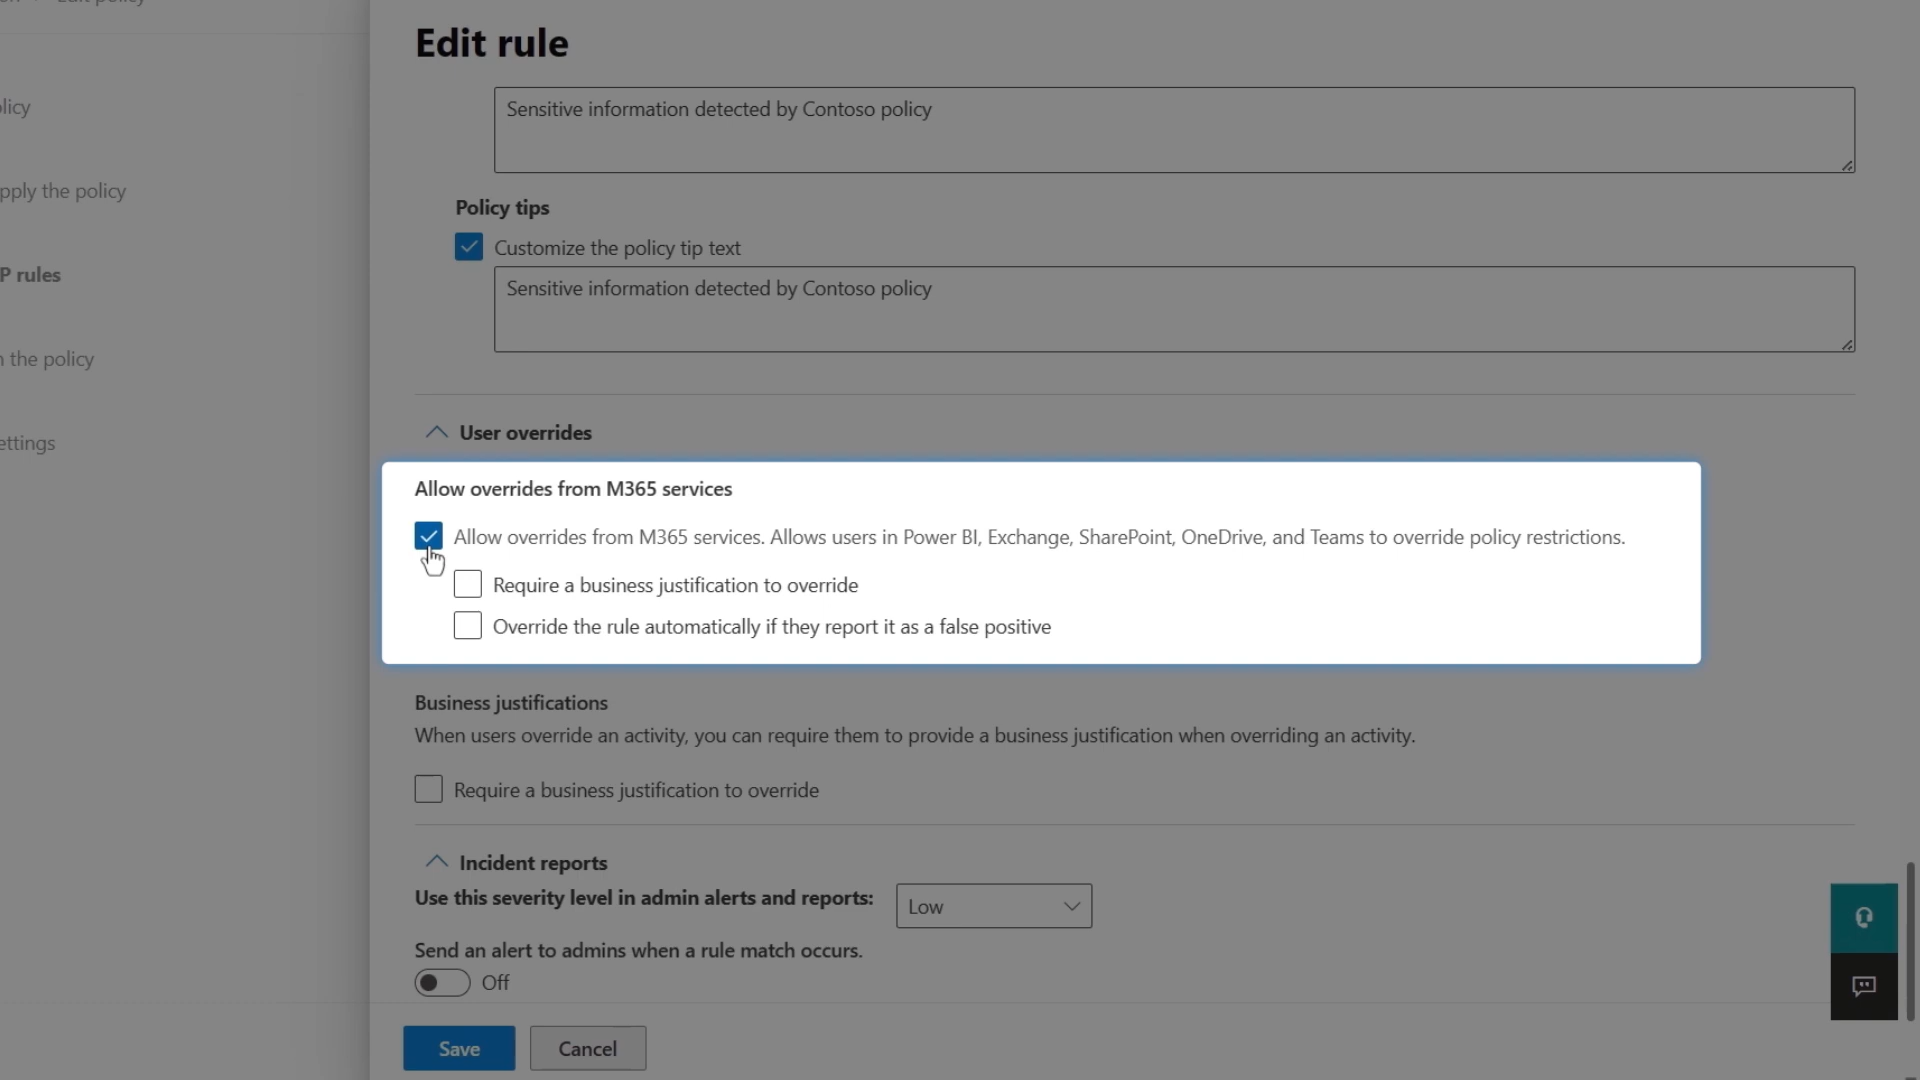 Edit policy
Edit rule
olicy
Sensitive information detected by Contoso policy
pply the policy
Policy tips
Customize the policy tip text
P rules
Sensitive information detected by Contoso policy
n the policy
User overrides
ettings
Allow overrides from M365 services
Allow overrides from M365 services. Allows users in Power BI, Exchange, SharePoint, OneDrive, and Teams to override policy restrictions.
Require a business justification to override
Override the rule automatically if they report it as a false positive
Business justifications
When users override an activity, you can require them to provide a business justification when overriding an activity.
Require a business justification to override
Incident reports
Use this severity level in admin alerts and reports:
Low
Send an alert to admins when a rule match occurs.
Off
Save
Cancel